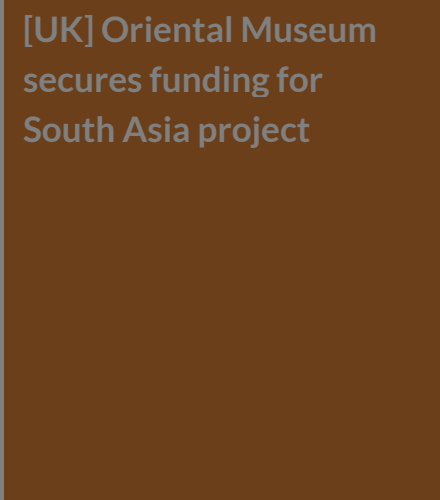 [UK] Oriental Museum
secures funding for
South Asia project